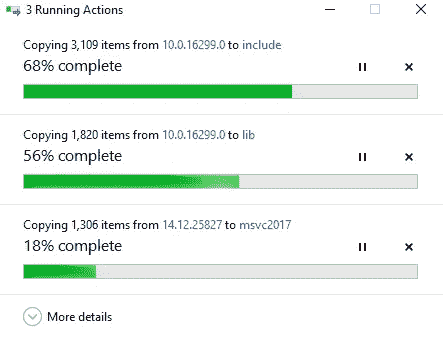 3 Running Actions
Copying 3,109 items from 10.0.16299.0 to include
68% complete
Copying 1,820 items from 10.0.16299.0 to lib
56% complete
Copying 1,306 items from 14.12.25827 to msvc2017
18% complete
More details